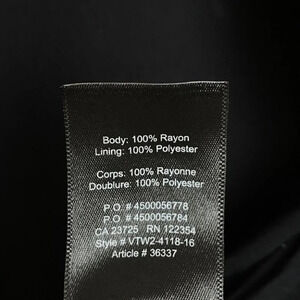 Body: 100% Rayon
Lining: 100% Polyester
Corps: 100% Rayonne
Doublure: 100% Polyester
P.O. # 4500056778
P.O. # 4500056784
CA 23725 RN 122354
Style # VTW2-4118-16
Article # 36337